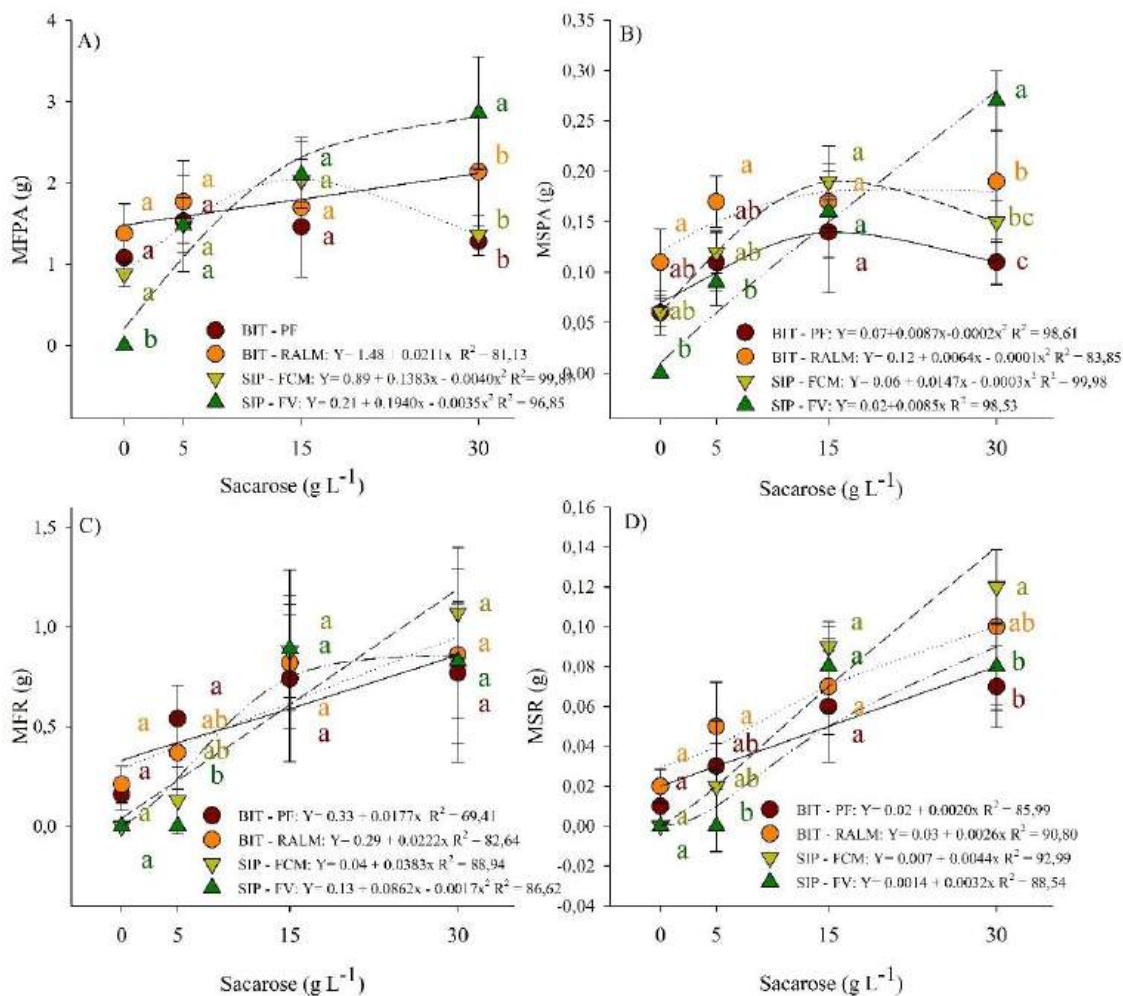 A)
MFPA (g)
4
3
2
1
0
a
a
a
b
a
a
a
a
a
a
a
a
a
b
b
b
BIT - PF
BIT - RALM: Y= 1.48 + 0.0211x R² = 81,13
SIP - FCM: Y= 0.89 + 0.1383x - 0.0040x² R² = 99,87
SIP - FV: Y= 0.21 + 0.1940x - 0.0035x² R² = 96,85
0 5 15 30
Sacarose (g L-1)
B)
MSPA (g)
0,35
0,30
0,25
0,20
0,15
0,10
0,05
0,00
a
ab
ab
b
a
ab
ab
b
a
a
a
a
a
b
bc
c
BIT - PF: Y= 0.07+0.0087x-0.0002x² R² = 98,61
BIT - RALM: Y= 0.12 + 0.0064x - 0.0001x² R² = 83,85
SIP - FCM: Y= 0.06 + 0.0147x - 0.0003x² R² = 99,98
SIP - FV: Y= 0.02+0.0085x R² = 98,53
0 5 15 30
Sacarose (g L-1)
C)
MFR (g)
1,5
1,0
0,5
0,0
a
a
a
a
a
ab
ab
b
a
a
a
a
a
a
a
a
BIT - PF: Y= 0.33 + 0.0177x R² = 69,41
BIT - RALM: Y= 0.29 + 0.0222x R² = 82,64
SIP - FCM: Y= 0.04 + 0.0383x R² = 88,94
SIP - FV: Y= 0.13 + 0.0862x - 0.0017x² R² = 86,62
0 5 15 30
Sacarose (g L-1)
D)
MSR (g)
0,16
0,14
0,12
0,10
0,08
0,06
0,04
0,02
0,00
-0,02
-0,04
a
a
a
a
a
ab
ab
b
a
a
a
a
a
ab
b
b
BIT - PF: Y= 0.02 + 0.0020x R² = 85,99
BIT - RALM: Y= 0.03 + 0.0026x R² = 90,80
SIP - FCM: Y= 0.007 + 0.0044x R² = 92,99
SIP - FV: Y= 0.0014 + 0.0032x R² = 88,54
0 5 15 30
Sacarose (g L-1)